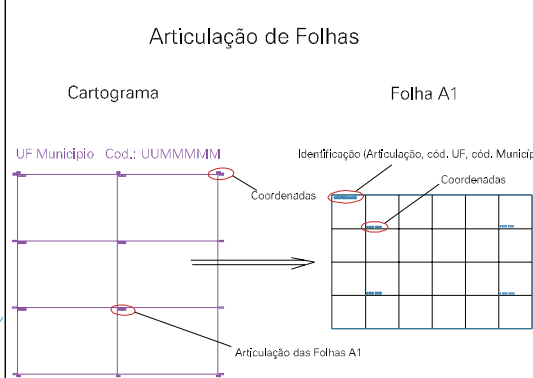 Articulação de Folhas
Cartograma
Folha A1
UF Municipio Cod.: UUMMMMM
Identificação (Articulação, cód. UF, cód. Municíp
Coordenadas
Coordenadas
Articulação das Folhas A1